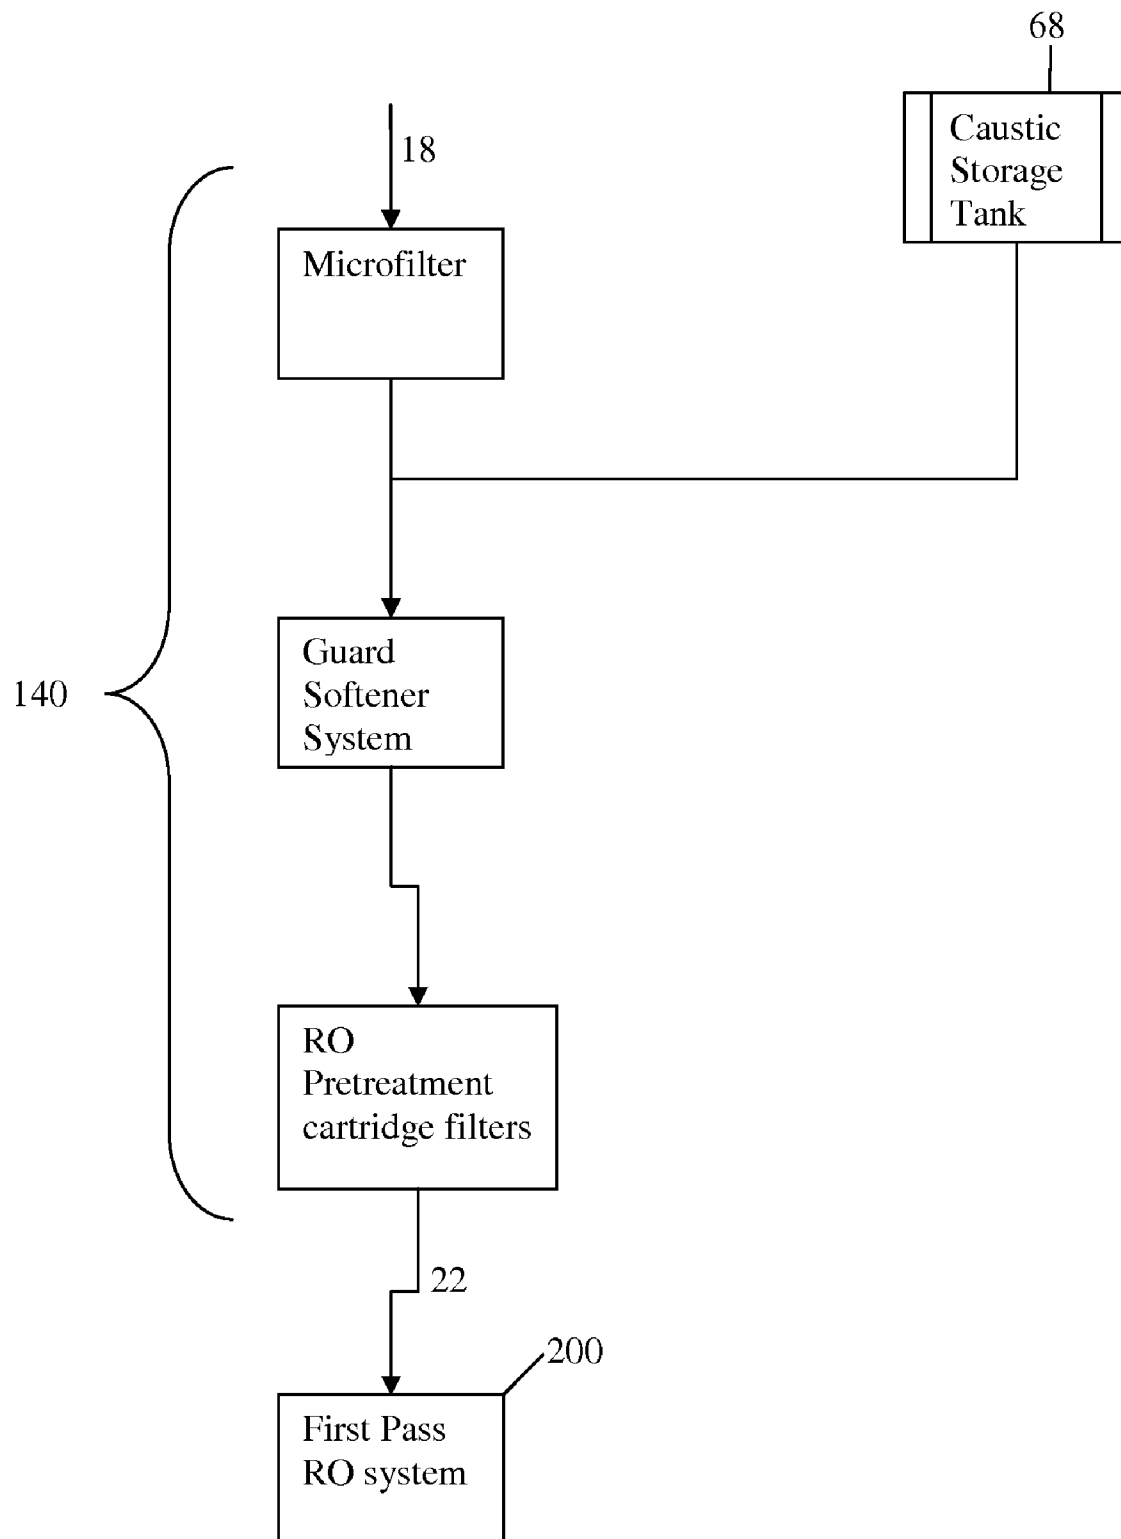 68
Caustic
Storage
Tank
18
Microfilter
Guard
Softener
System
140
RO
Pretreatment
cartridge filters
22
200
First Pass
RO system